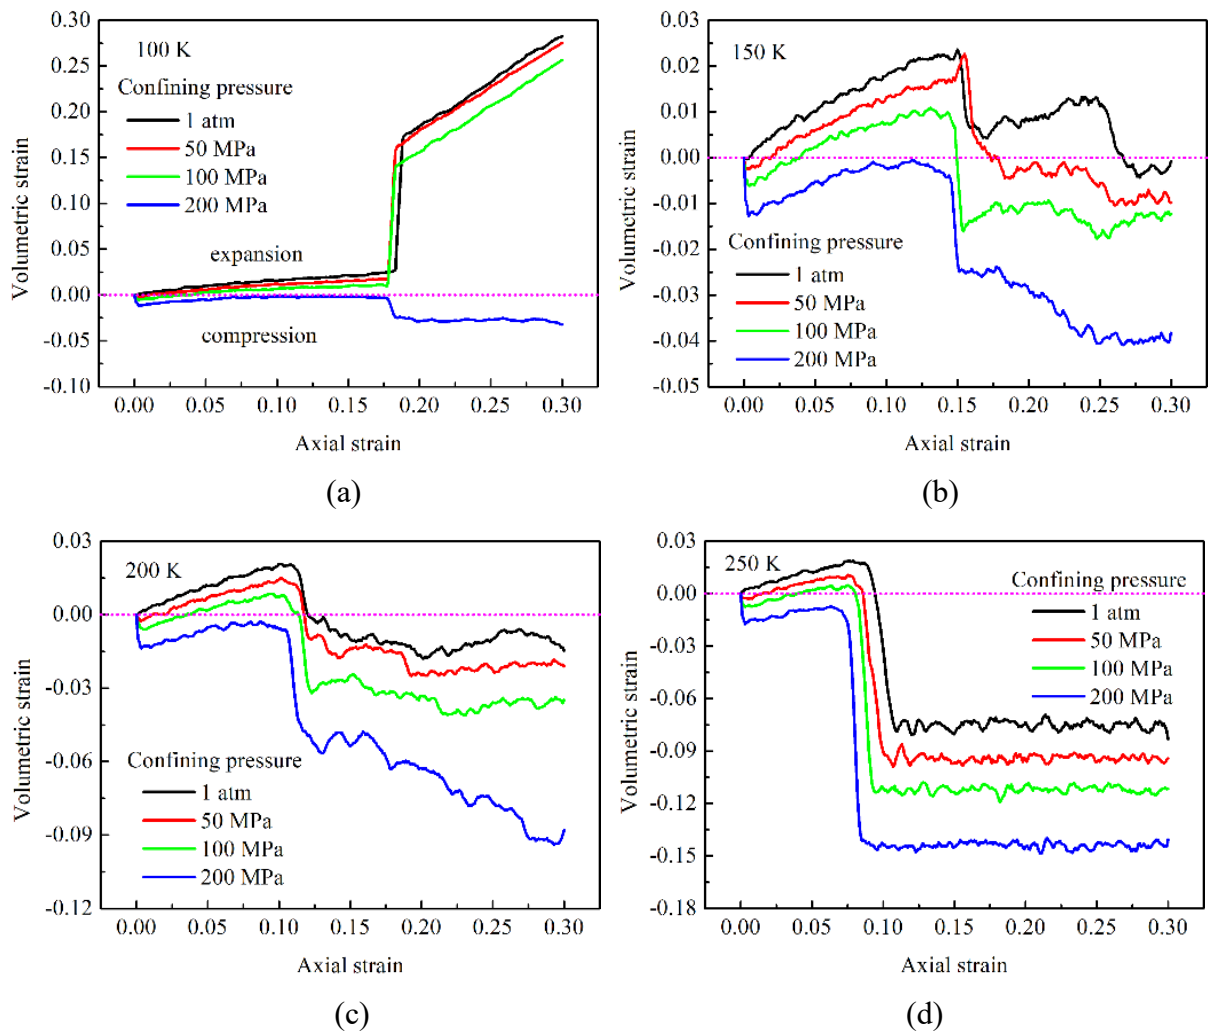 0.30
0.25
0.20
0.15
0.10
0.05
0.00
-0.05
-0.10
Volumetric strain
100 K
Confining pressure
1 atm
50 MPa
100 MPa
200 MPa
expansion
compression
0.00 0.05 0.10 0.15 0.20 0.25 0.30
Axial strain
(a)
0.03
0.02
0.01
0.00
-0.01
-0.02
-0.03
-0.04
-0.05
Volumetric strain
150 K
Confining pressure
1 atm
50 MPa
100 MPa
200 MPa
0.00 0.05 0.10 0.15 0.20 0.25 0.30
Axial strain
(b)
0.03
0.00
-0.03
-0.06
-0.09
-0.12
Volumetric strain
200 K
Confining pressure
1 atm
50 MPa
100 MPa
200 MPa
0.00 0.05 0.10 0.15 0.20 0.25 0.30
Axial strain
(c)
0.03
0.00
-0.03
-0.06
-0.09
-0.12
-0.15
-0.18
Volumetric strain
250 K
Confining pressure
1 atm
50 MPa
100 MPa
200 MPa
0.00 0.05 0.10 0.15 0.20 0.25 0.30
Axial strain
(d)